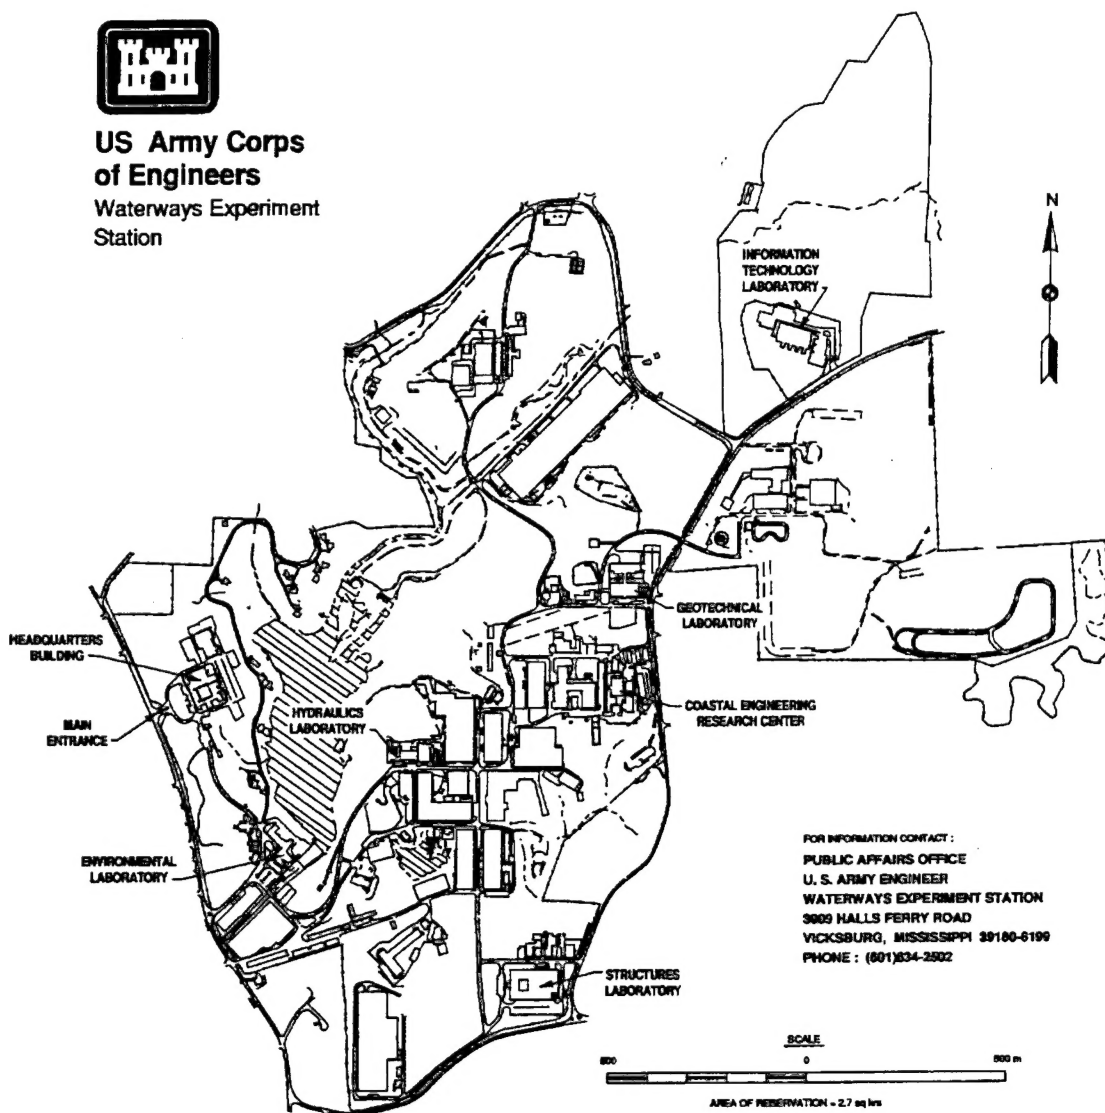 US Army Corps
of Engineers
Waterways Experiment
Station
N
INFORMATION
TECHNOLOGY
LABORATORY
GEOTECHNICAL
LABORATORY
HEADQUARTERS
BUILDING
MAIN
ENTRANCE
HYDRAULICS
LABORATORY
COASTAL ENGINEERING
RESEARCH CENTER
ENVIRONMENTAL
LABORATORY
FOR INFORMATION CONTACT :
PUBLIC AFFAIRS OFFICE
U. S. ARMY ENGINEER
WATERWAYS EXPERIMENT STATION
3909 HALLS FERRY ROAD
VICKSBURG, MISSISSIPPI 39180-6199
PHONE : (601)634-2502
STRUCTURES
LABORATORY
SCALE
0
m
AREA OF RESERVATION = 2.7 sq km